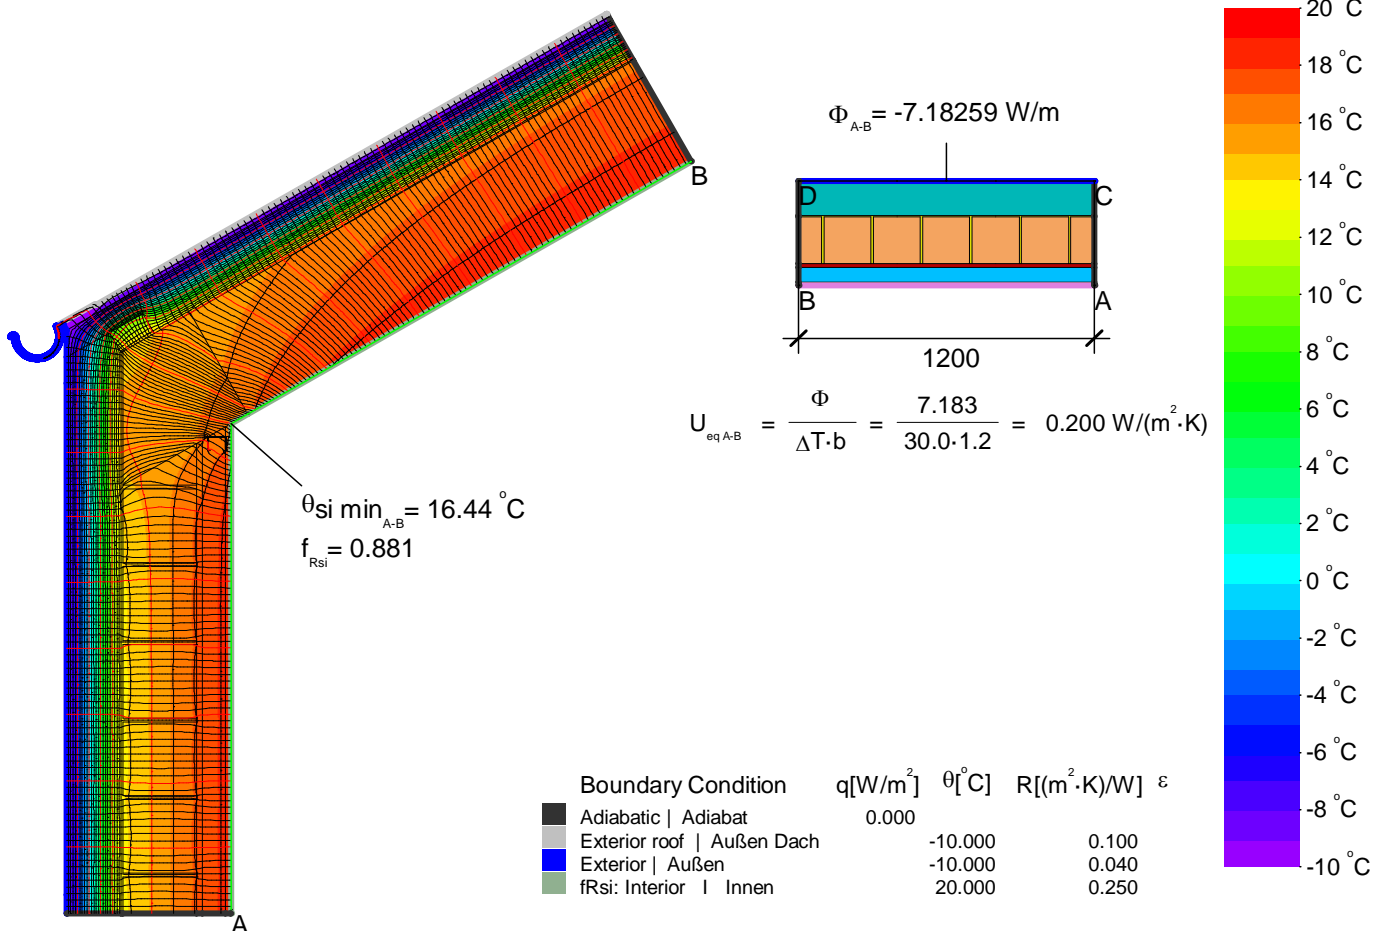 20 °C
18 °C
16 °C
14 °C
12 °C
10 °C
8 °C
6 °C
4 °C
2 °C
0 °C
-2 °C
-4 °C
-6 °C
-8 °C
-10 °C
B
A
θsi min A-B = 16.44 °C
fRsi = 0.881
Φ A-B = -7.18259 W/m
D C
B A
1200
U eq A-B = Φ / ΔT·b = 7.183 / 30.0·1.2 = 0.200 W/(m²·K)
Boundary Condition q[W/m²] θ[°C] R[(m²·K)/W] ε
Adiabatic | Adiabat 0.000
Exterior roof | Außen Dach -10.000 0.100
Exterior | Außen -10.000 0.040
fRsi: Interior I Innen 20.000 0.250